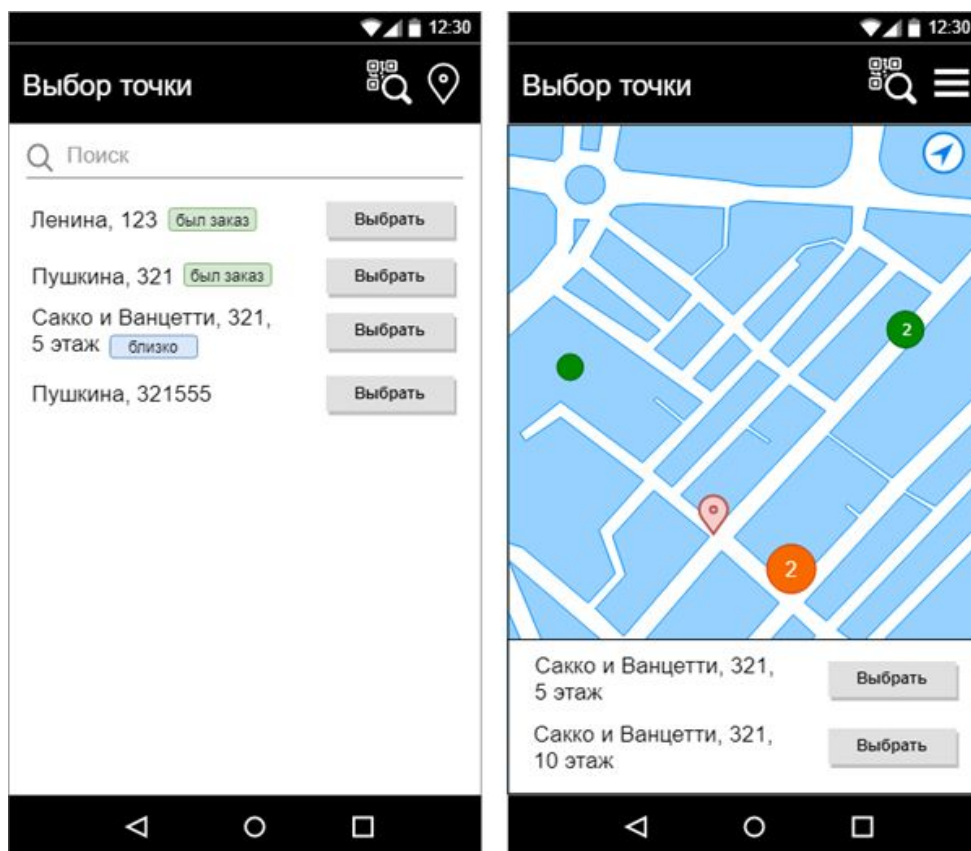 12:30
Выбор точки
Поиск
Ленина, 123 был заказ Выбрать
Пушкина, 321 был заказ Выбрать
Сакко и Ванцетти, 321,
5 этаж близко Выбрать
Пушкина, 321555 Выбрать
12:30
Выбор точки
2
2
Сакко и Ванцетти, 321,
5 этаж Выбрать
Сакко и Ванцетти, 321,
10 этаж Выбрать